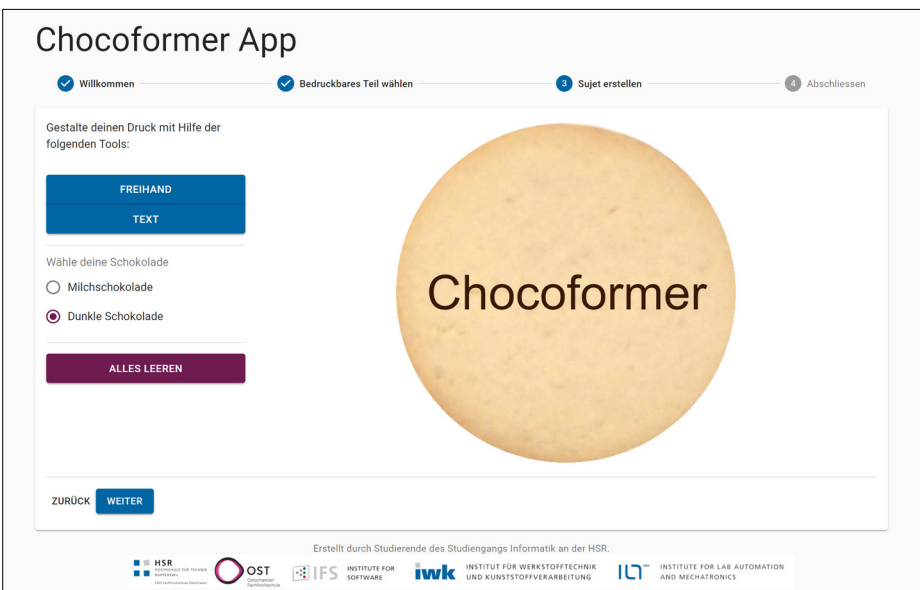 Chocoformer App
Willkommen
Bedruckbares Teil wählen
3 Sujet erstellen
4 Abschliessen
Gestalte deinen Druck mit Hilfe der
folgenden Tools:
FREIHAND
TEXT
Wähle deine Schokolade
Milchschokolade
Dunkle Schokolade
ALLES LEEREN
Chocoformer
ZURÜCK WEITER
Erstellt durch Studierende des Studiengangs Informatik an der HSR.
HSR
HOCHSCHULE FÜR TECHNIK
RAPPERSWIL
OST
Ostschweizer
Fachhochschule
IFS INSTITUTE FOR
SOFTWARE
iwk INSTITUT FÜR WERKSTOFFTECHNIK
UND KUNSTSTOFFVERARBEITUNG
INSTITUTE FOR LAB AUTOMATION
AND MECHATRONICS